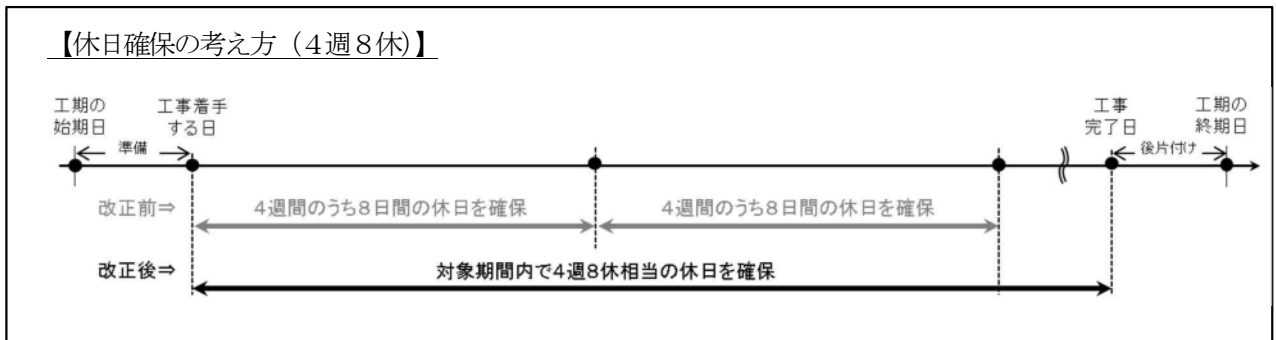 【休日確保の考え方（４週８休）】
工期の
始期日
工事着手
する日
工事
完了日
工期の
終期日
準備
後片付け
改正前⇒
4週間のうち8日間の休日を確保
4週間のうち8日間の休日を確保
改正後⇒
対象期間内で4週8休相当の休日を確保